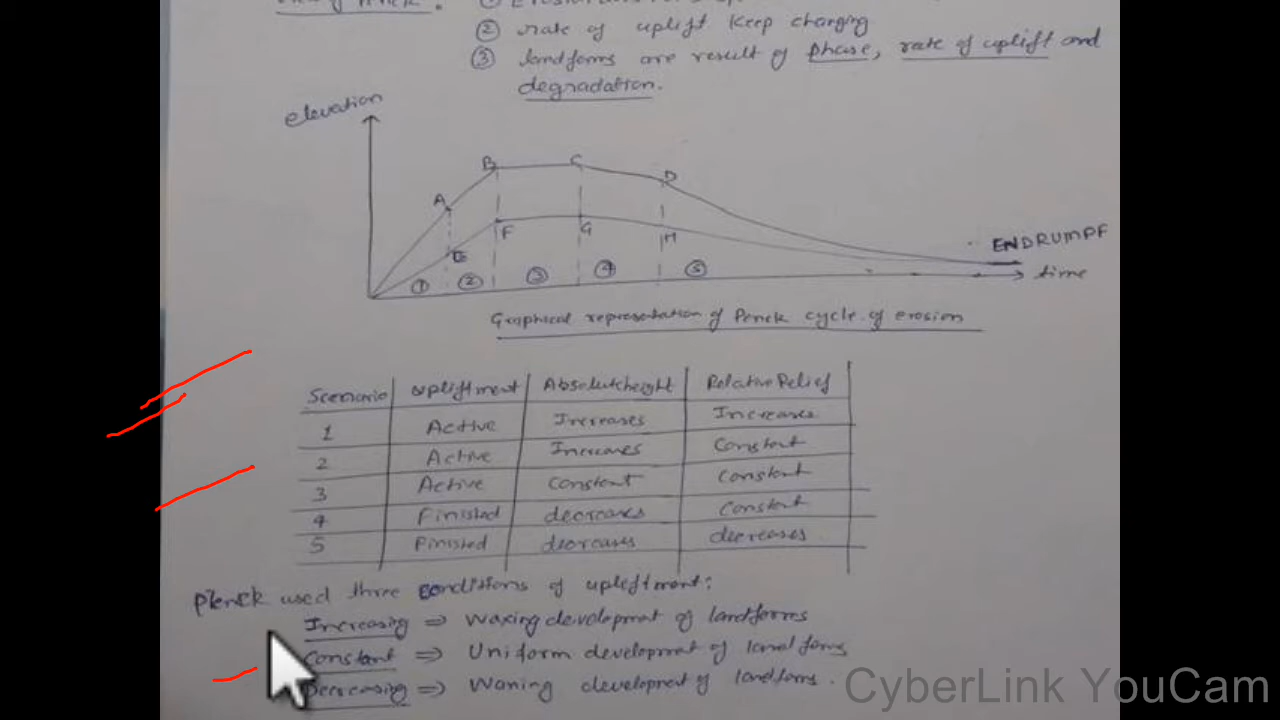 ② rate of uplift keep changing
③ landforms are result of phase, rate of uplift and
degradation.
elevation
A B C D
E F G H
① ② ③ ④ ⑤
ENDRUMPF
time
Graphical representation of Penck cycle of erosion
Scenario upliftment Absolute height Relative Relief
1 Active Increases Increases
2 Active Increases Constant
3 Active Constant Constant
4 Finished decreases Constant
5 Finished decreases decreases
Penck used three conditions of upleftment:
Increasing ⇒ Waxing development of landforms
Constant ⇒ Uniform development of landforms
Decreasing ⇒ Waning development of landforms.
CyberLink YouCam